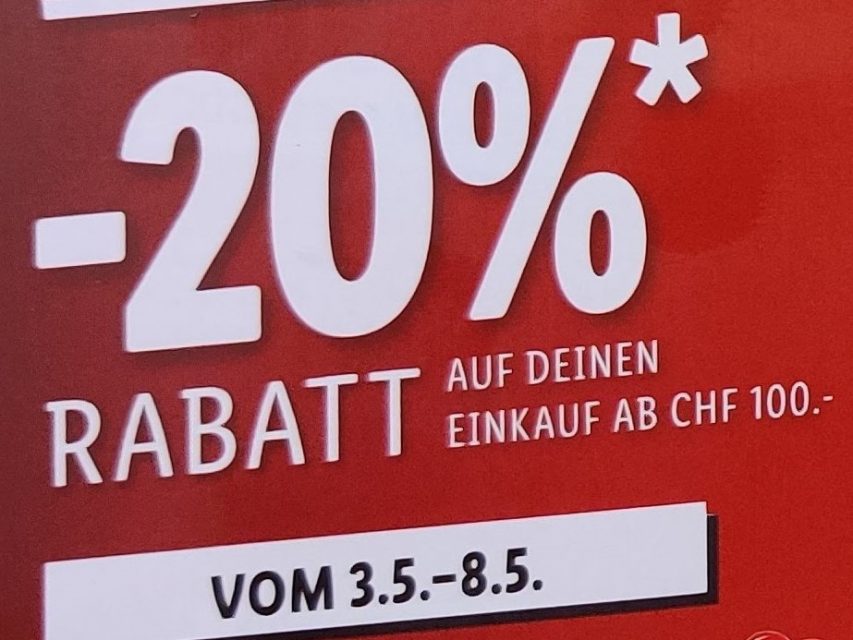 -20%*
RABATT
AUF DEINEN
EINKAUF AB CHF 100.-
VOM 3.5.–8.5.